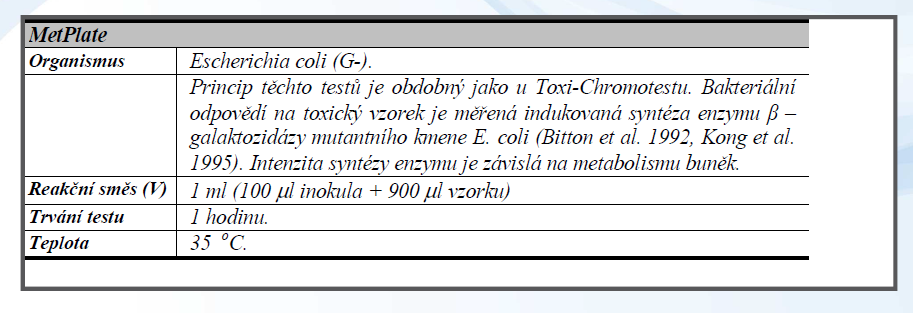 MetPlate
Organismus Escherichia coli (G-).
Princip těchto testů je obdobný jako u Toxi-Chromotestu. Bakteriální
odpovědí na toxický vzorek je měřená indukovaná syntéza enzymu β –
galaktozidázy mutantního kmene E. coli (Bitton et al. 1992, Kong et al.
1995). Intenzita syntézy enzymu je závislá na metabolismu buněk.
Reakční směs (V) 1 ml (100 μl inokula + 900 μl vzorku)
Trvání testu 1 hodinu.
Teplota 35 °C.